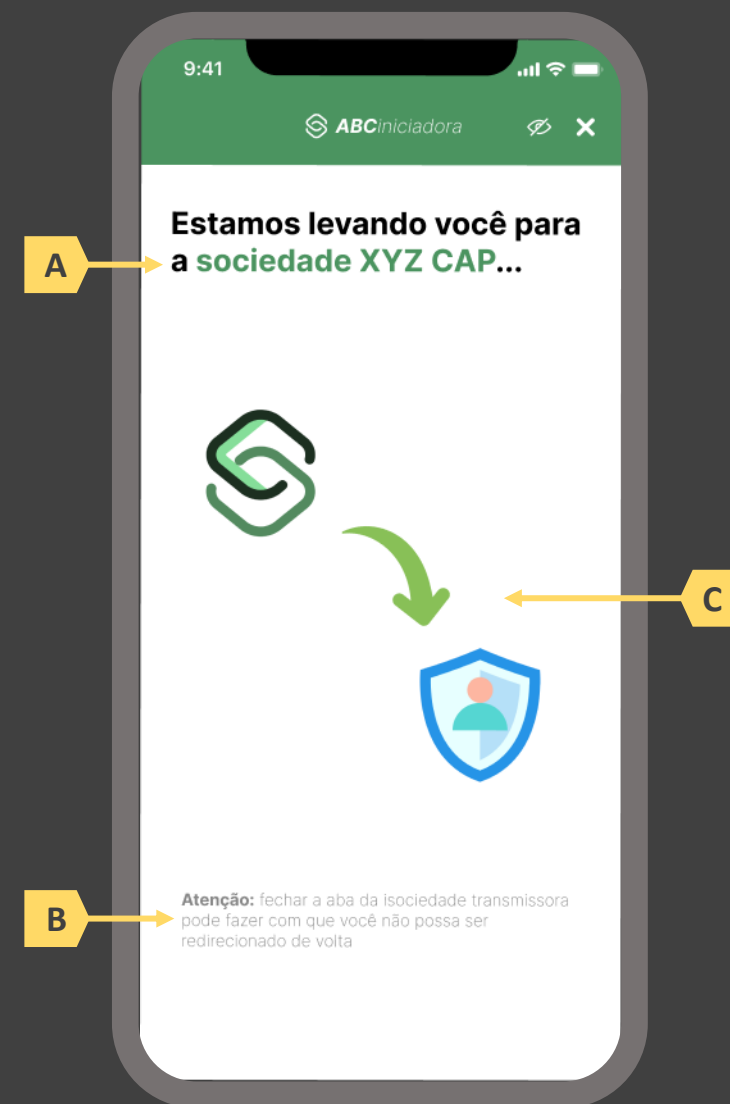 9:41
ABCiniciadora
Estamos levando você para
A
a sociedade XYZ CAP...
C
Atenção: fechar a aba da isociedade transmissora
B
pode fazer com que você não possa ser
redirecionado de volta